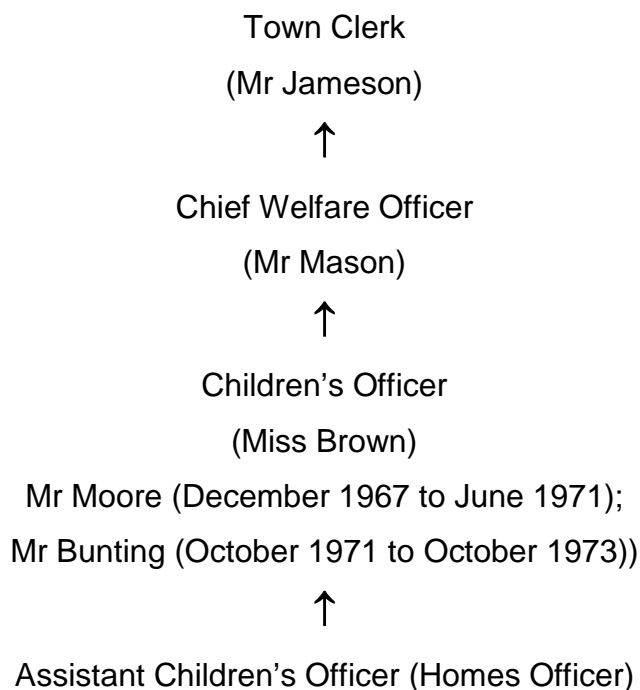 Town Clerk
(Mr Jameson)
↑
Chief Welfare Officer
(Mr Mason)
↑
Children’s Officer
(Miss Brown)
Mr Moore (December 1967 to June 1971);
Mr Bunting (October 1971 to October 1973))
↑
Assistant Children’s Officer (Homes Officer)